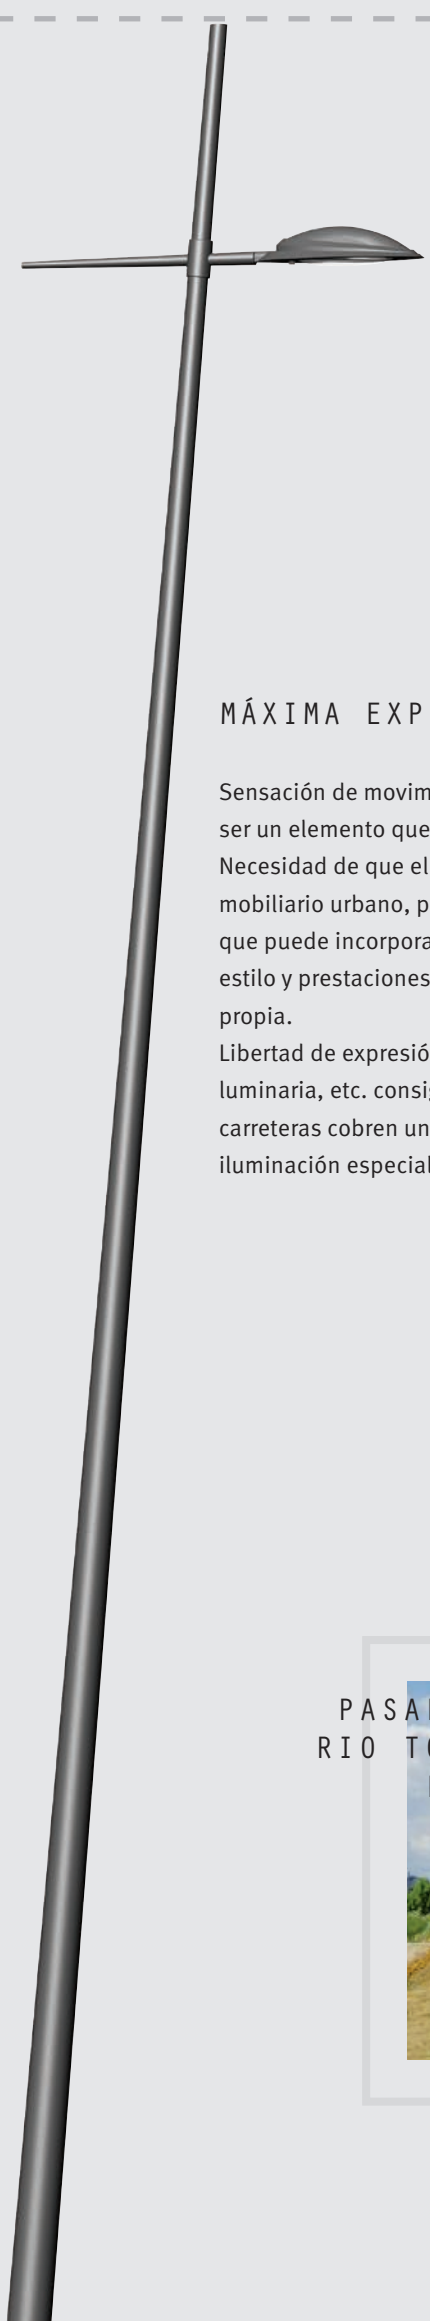 MÁXIMA EXP
Sensación de movim
ser un elemento que
Necesidad de que el
mobiliario urbano, p
que puede incorpora
estilo y prestaciones
propia.
Libertad de expresió
luminaria, etc. consi
carreteras cobren un
iluminación especial
PASA
RIO TO